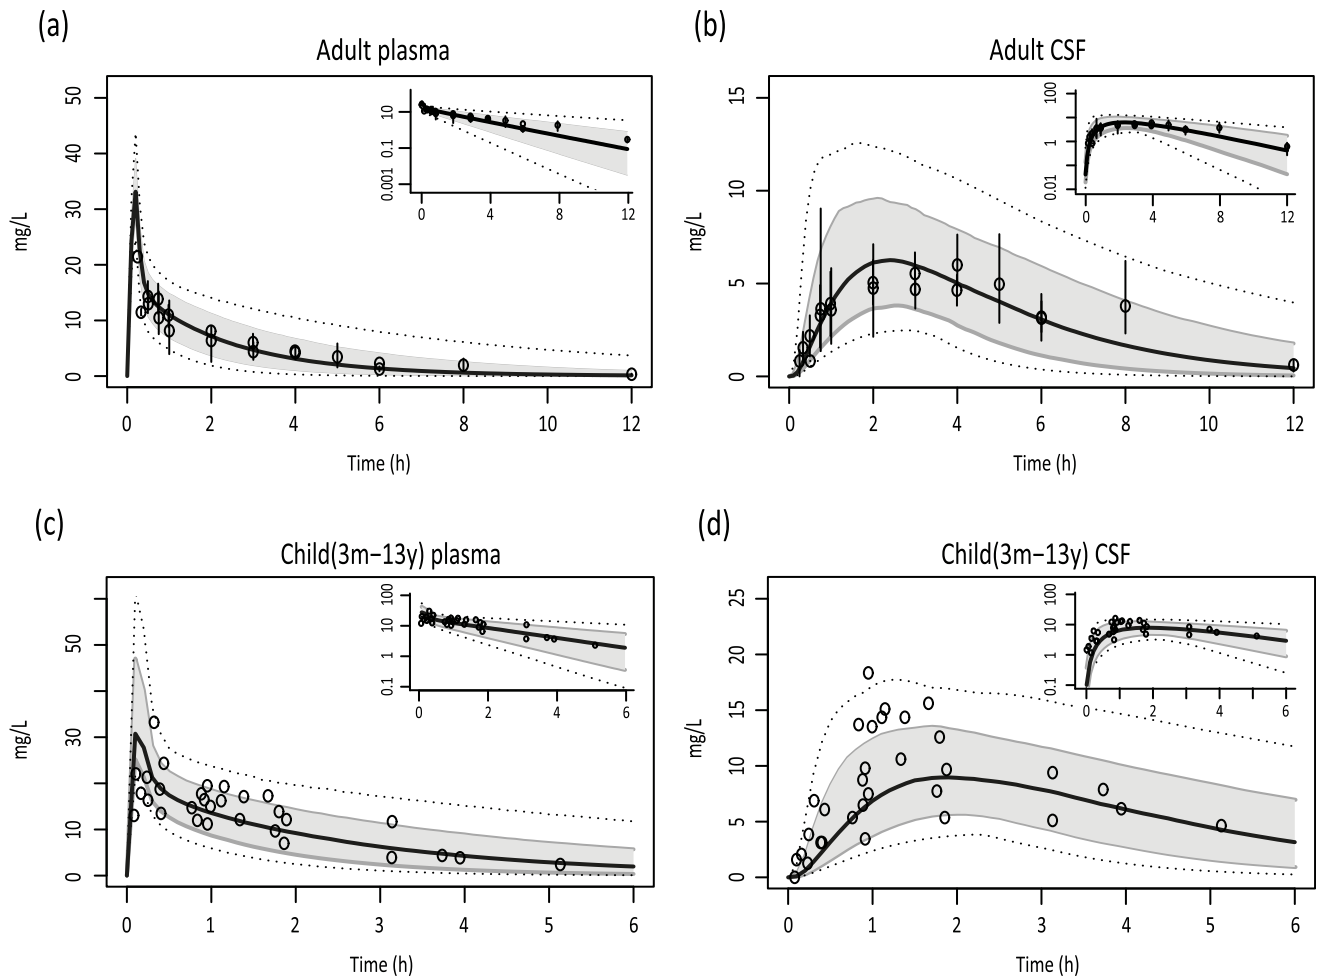 (a)
Adult plasma
mg/L
50
40
30
20
10
0
10
0.1
0.001
0 4 8 12
0 2 4 6 8 10 12
Time (h)
(b)
Adult CSF
mg/L
15
10
5
0
100
1
0.01
0 4 8 12
0 2 4 6 8 10 12
Time (h)
(c)
Child(3m–13y) plasma
mg/L
50
30
10
0
100
10
1
0.1
0 2 4 6
0 1 2 3 4 5 6
Time (h)
(d)
Child(3m–13y) CSF
mg/L
25
20
15
10
5
0
100
10
1
0.1
0 2 4 6
0 1 2 3 4 5 6
Time (h)